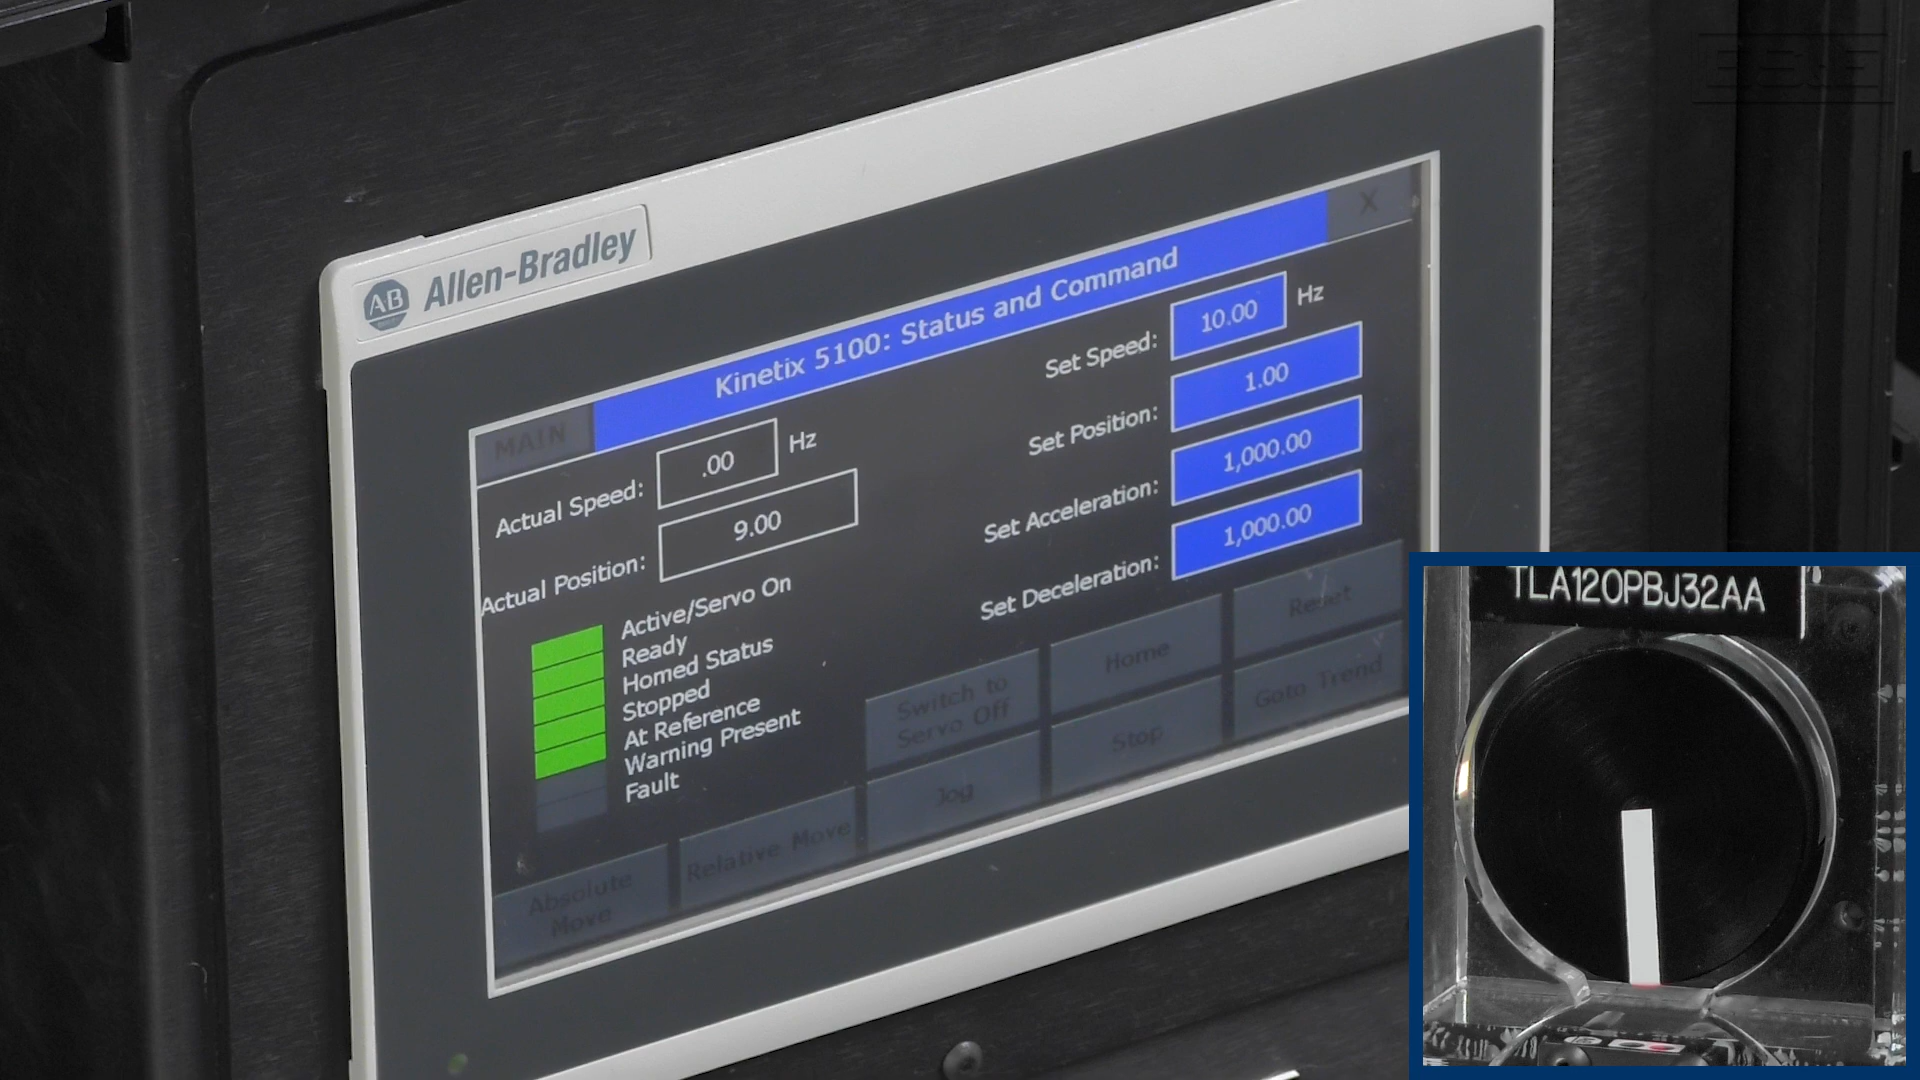 AB Allen-Bradley
MAIN
Kinetix 5100: Status and Command
X
Actual Speed: .00 Hz
Actual Position: 9.00
Set Speed: 10.00 Hz
Set Position: 1.00
Set Acceleration: 1,000.00
Set Deceleration: 1,000.00
Active/Servo On
Ready
Homed Status
Stopped
At Reference
Warning Present
Fault
Switch to
Servo Off
Home
Reset
Absolute
Move
Relative Move
Jog
Stop
Goto Trend
TLA120PBJ32AA